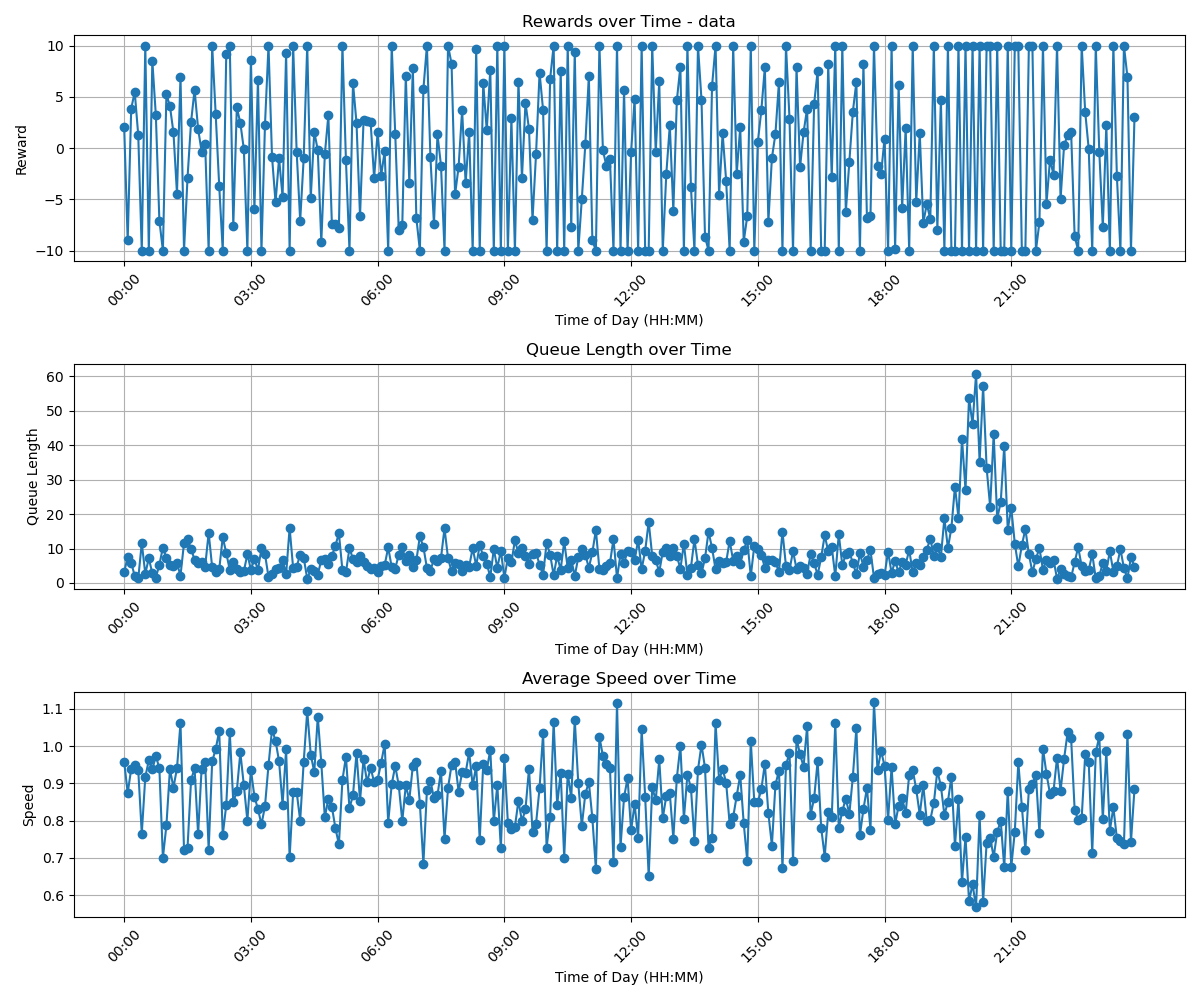 Rewards over Time - data
10
5
0
−5
−10
Reward
00:00 03:00 06:00 09:00 12:00 15:00 18:00 21:00
Time of Day (HH:MM)
Queue Length over Time
60
50
40
30
20
10
0
Queue Length
00:00 03:00 06:00 09:00 12:00 15:00 18:00 21:00
Time of Day (HH:MM)
Average Speed over Time
1.1
1.0
0.9
0.8
0.7
0.6
Speed
00:00 03:00 06:00 09:00 12:00 15:00 18:00 21:00
Time of Day (HH:MM)